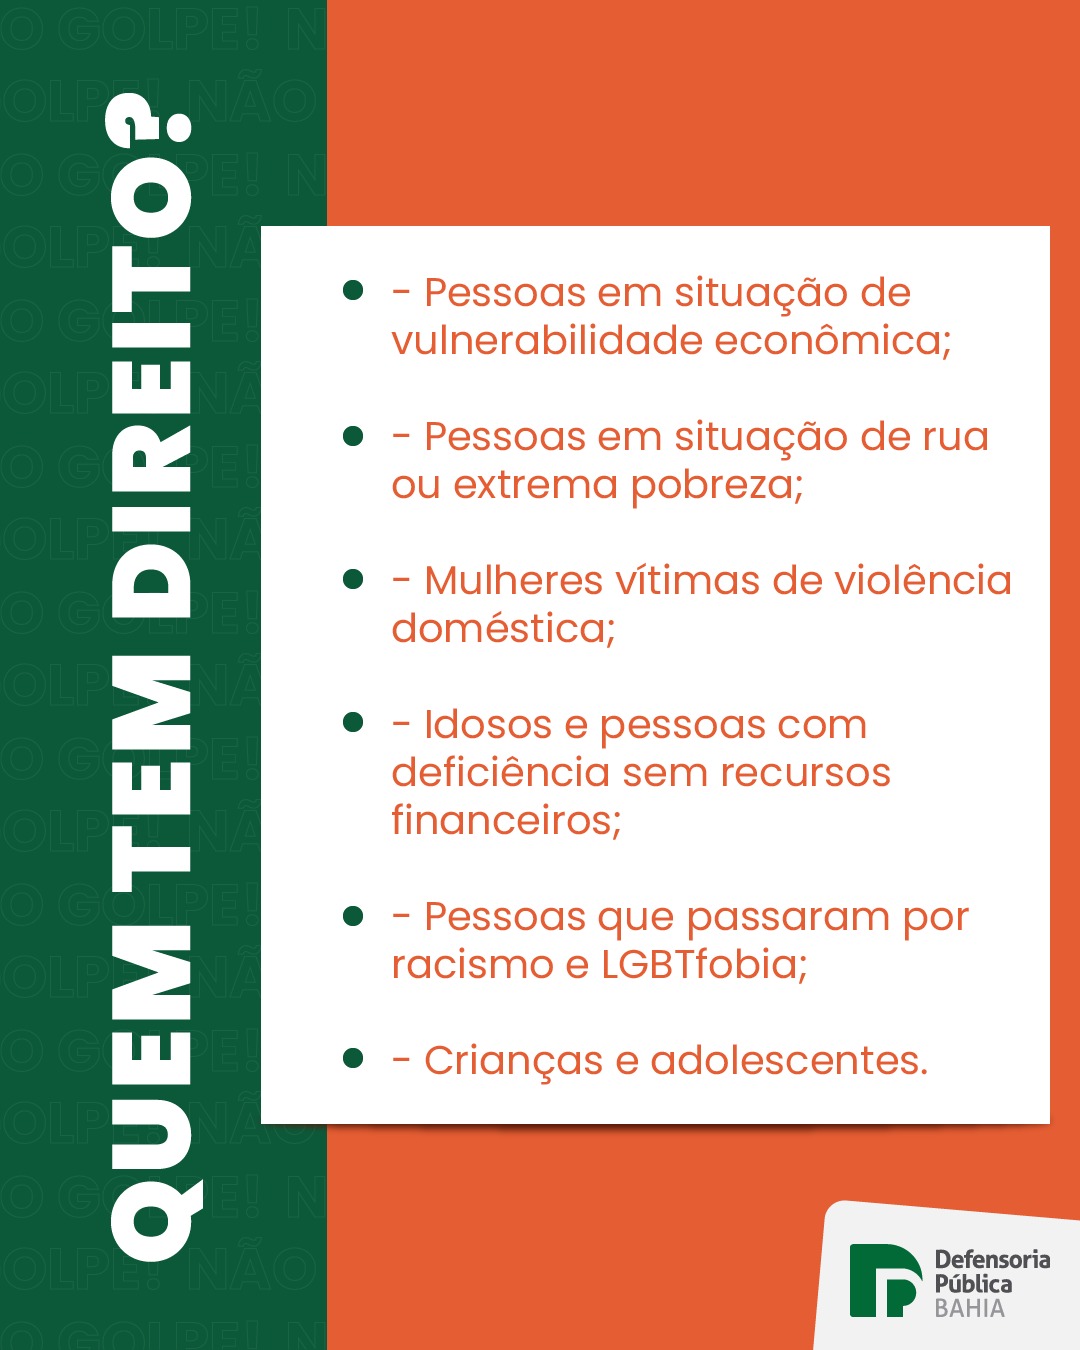 QUEM TEM DIREITO?
- Pessoas em situação de
vulnerabilidade econômica;
- Pessoas em situação de rua
ou extrema pobreza;
- Mulheres vítimas de violência
doméstica;
- Idosos e pessoas com
deficiência sem recursos
financeiros;
- Pessoas que passaram por
racismo e LGBTfobia;
- Crianças e adolescentes.
Defensoria
Pública
BAHIA